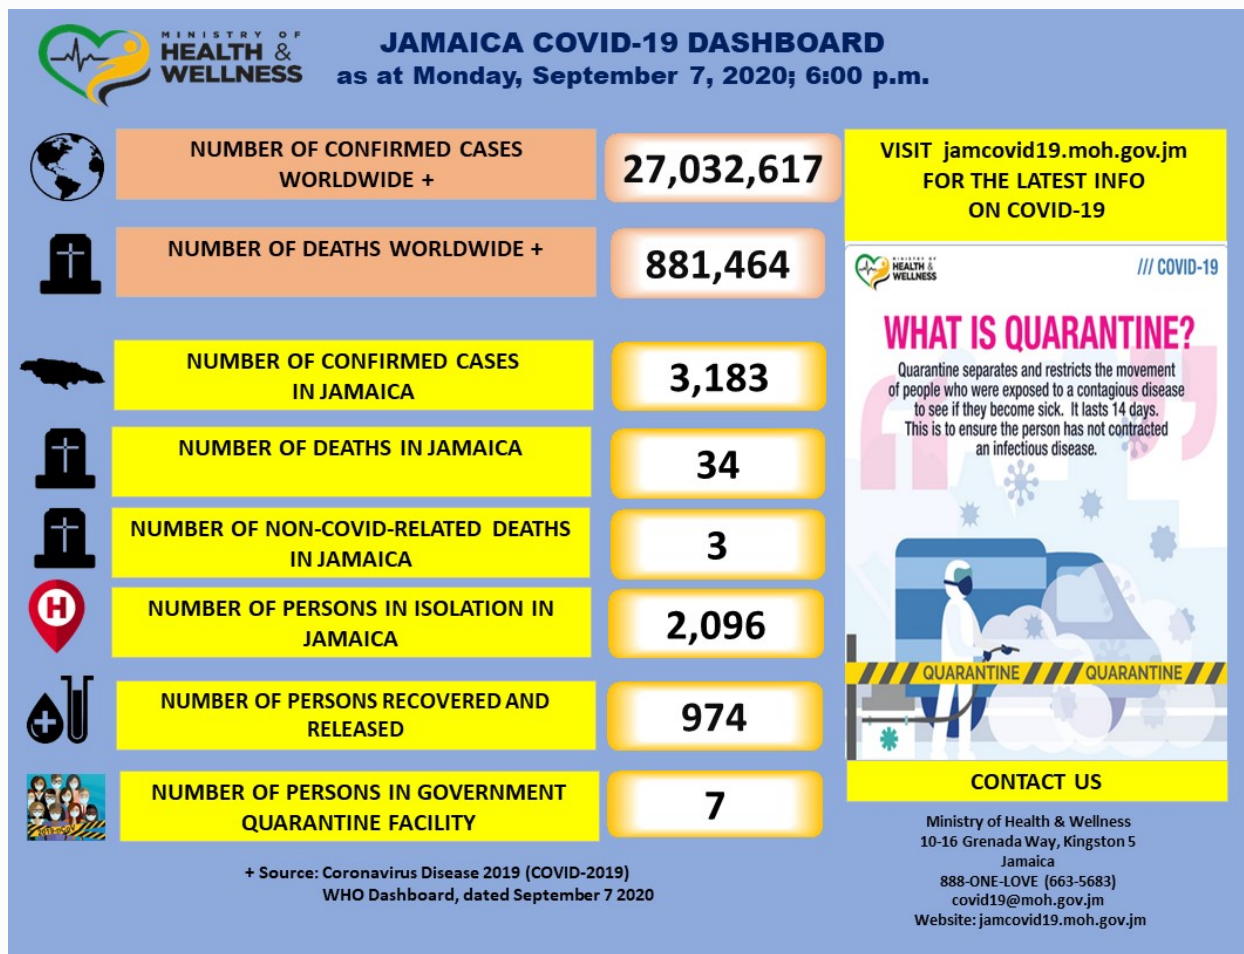 MINISTRY OF
HEALTH &
WELLNESS
JAMAICA COVID-19 DASHBOARD
as at Monday, September 7, 2020; 6:00 p.m.
NUMBER OF CONFIRMED CASES
WORLDWIDE +
27,032,617
NUMBER OF DEATHS WORLDWIDE +
881,464
NUMBER OF CONFIRMED CASES
IN JAMAICA
3,183
NUMBER OF DEATHS IN JAMAICA
34
NUMBER OF NON-COVID-RELATED DEATHS
IN JAMAICA
3
H
NUMBER OF PERSONS IN ISOLATION IN
JAMAICA
2,096
NUMBER OF PERSONS RECOVERED AND
RELEASED
974
NUMBER OF PERSONS IN GOVERNMENT
QUARANTINE FACILITY
7
+ Source: Coronavirus Disease 2019 (COVID-2019)
WHO Dashboard, dated September 7 2020
VISIT jamcovid19.moh.gov.jm
FOR THE LATEST INFO
ON COVID-19
MINISTRY OF
HEALTH &
WELLNESS
/// COVID-19
WHAT IS QUARANTINE?
Quarantine separates and restricts the movement
of people who were exposed to a contagious disease
to see if they become sick. It lasts 14 days.
This is to ensure the person has not contracted
an infectious disease.
QUARANTINE QUARANTINE
CONTACT US
Ministry of Health & Wellness
10-16 Grenada Way, Kingston 5
Jamaica
888-ONE-LOVE (663-5683)
covid19@moh.gov.jm
Website: jamcovid19.moh.gov.jm